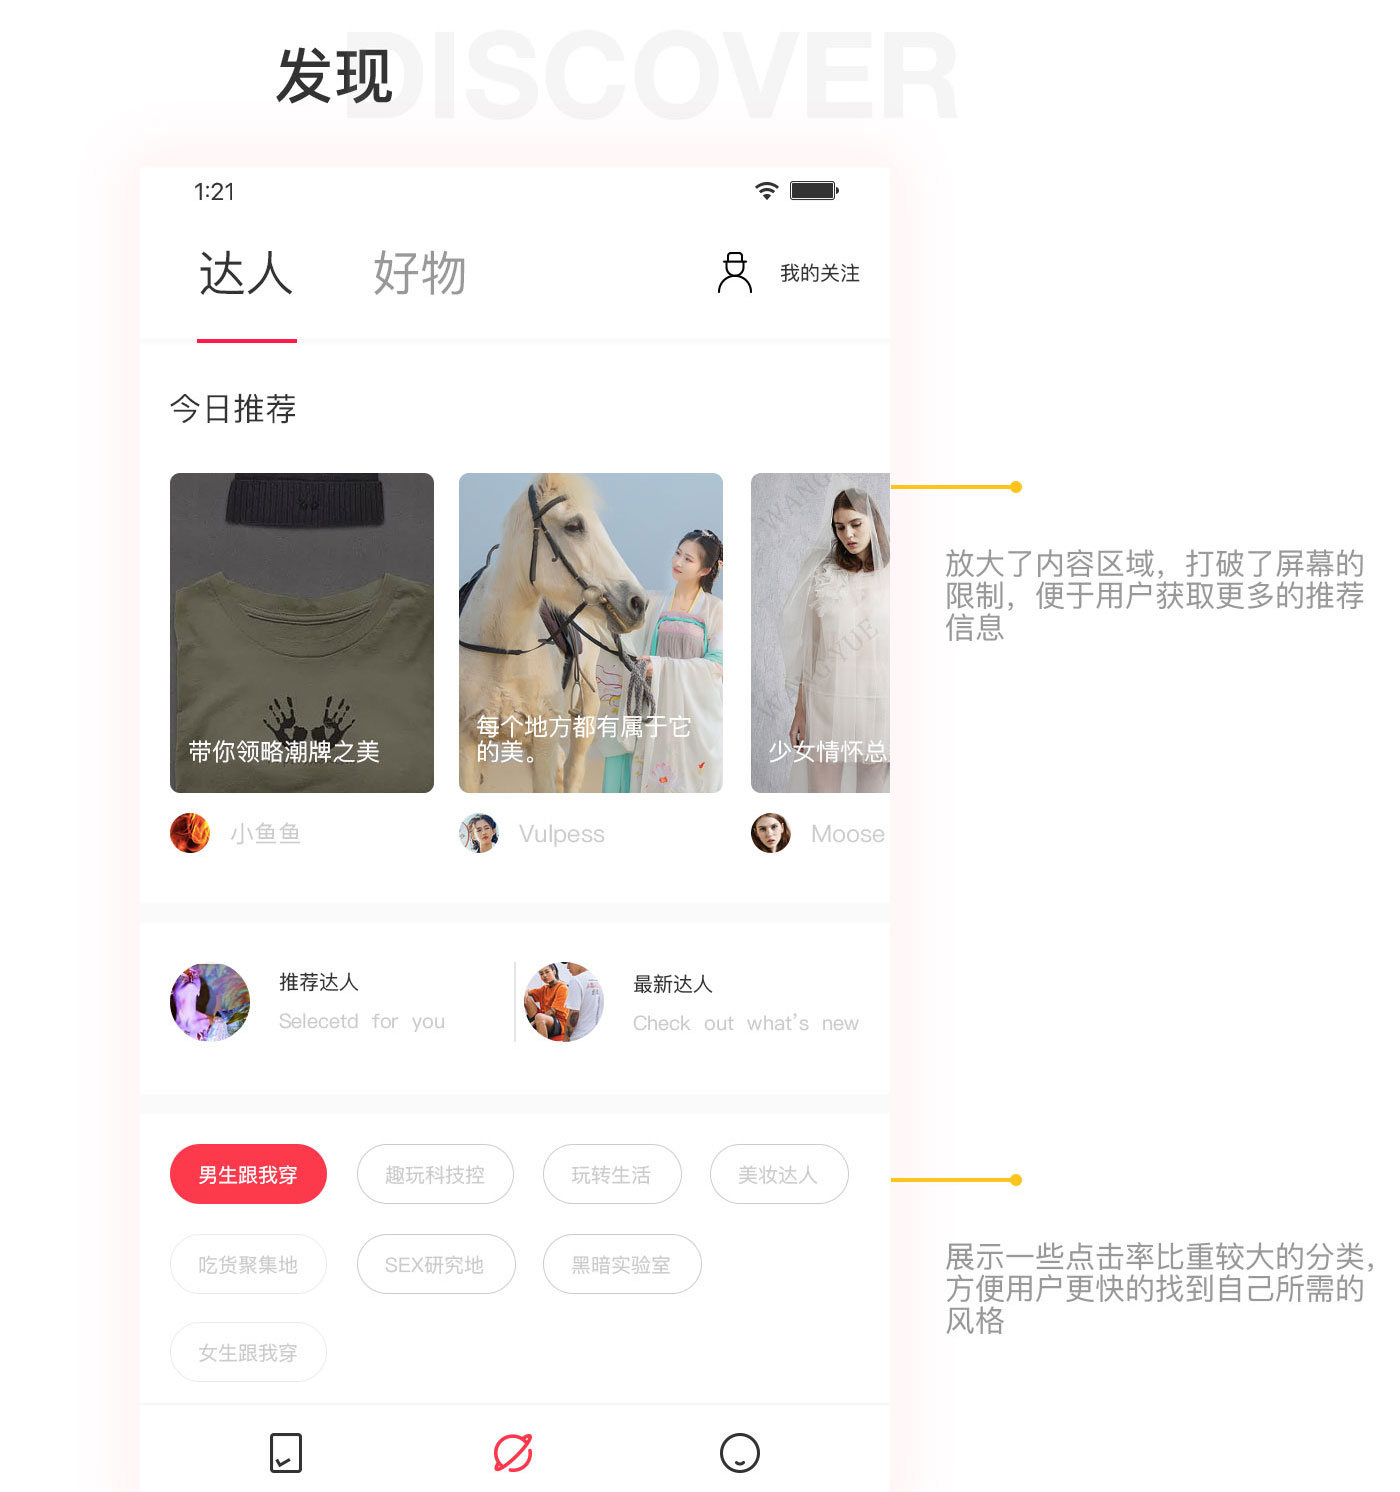 DISCOVER
发现
1:21
达人
好物
我的关注
今日推荐
WANG
WANGYUE
带你领略潮牌之美
每个地方都有属于它
的美。
少女情怀总
小鱼鱼
Vulpess
Moose
放大了内容区域，打破了屏幕的
限制，便于用户获取更多的推荐
信息
推荐达人
Selecetd for you
最新达人
Check out what's new
男生跟我穿
趣玩科技控
玩转生活
美妆达人
吃货聚集地
SEX研究地
黑暗实验室
女生跟我穿
展示一些点击率比重较大的分类，
方便用户更快的找到自己所需的
风格